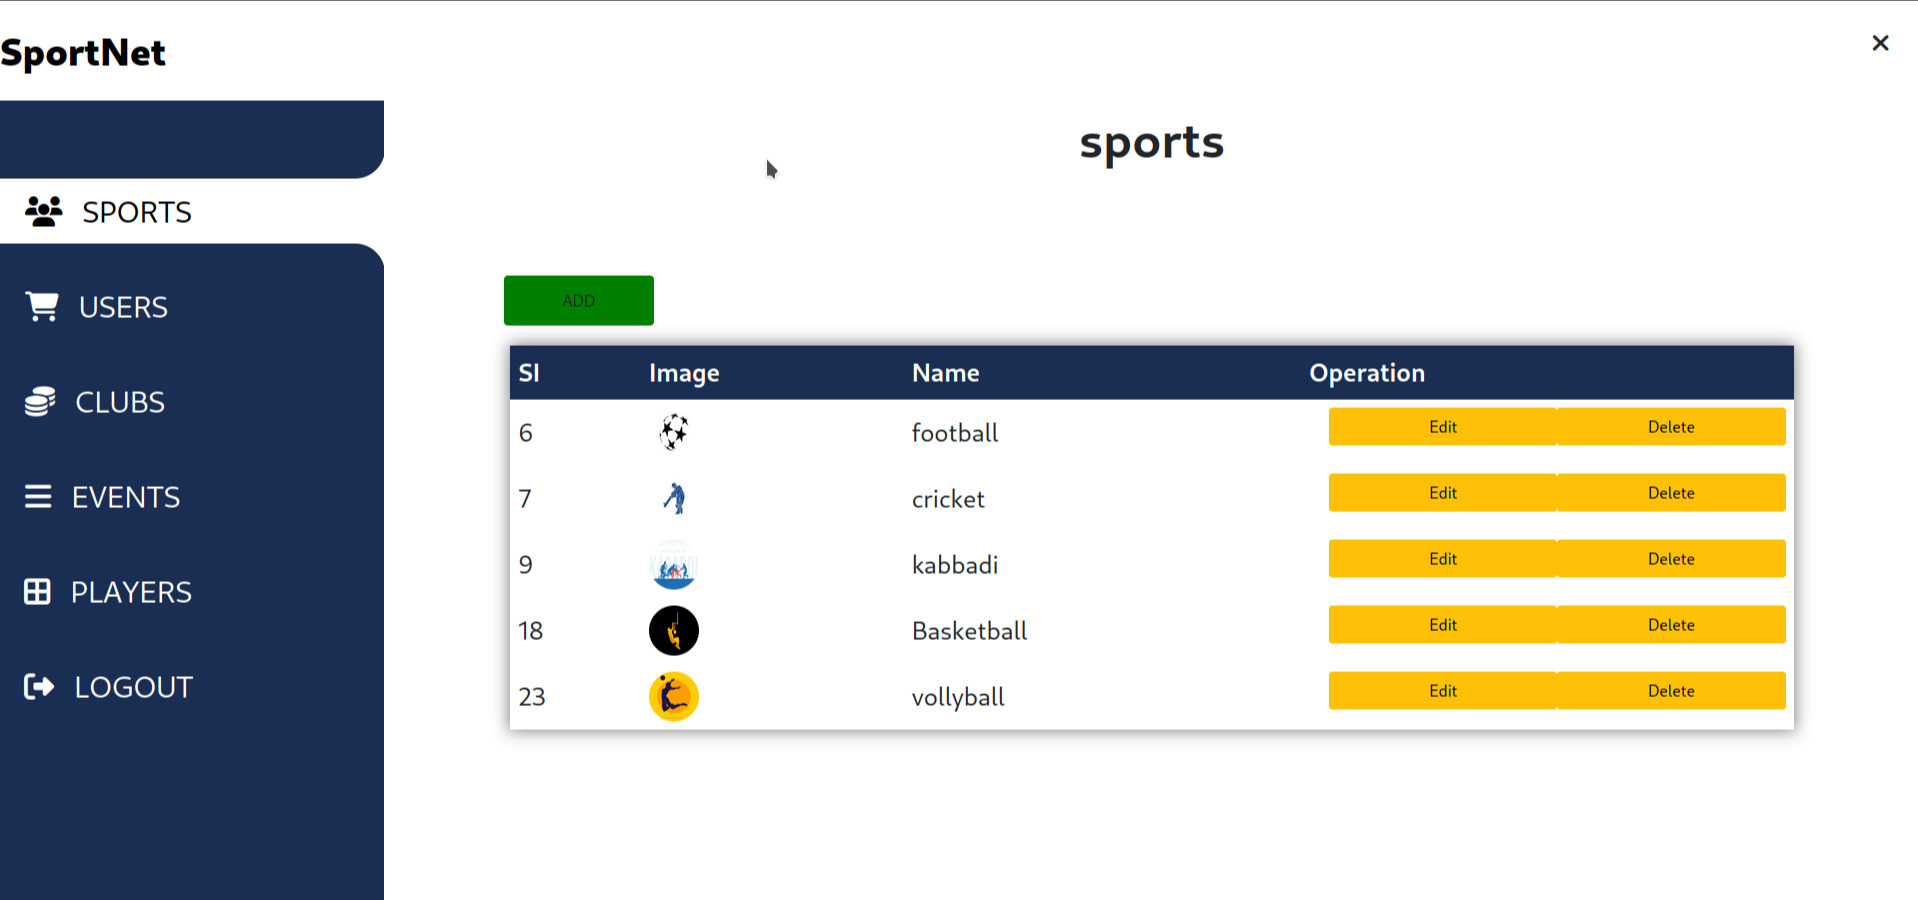 SportNet
sports
SPORTS
USERS
CLUBS
EVENTS
PLAYERS
LOGOUT
ADD
Sl Image Name Operation
6 football Edit Delete
7 cricket Edit Delete
9 kabbadi Edit Delete
18 Basketball Edit Delete
23 vollyball Edit Delete